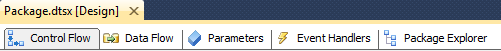 Package.dtsx [Design]
Control Flow Data Flow Parameters Event Handlers Package Explorer